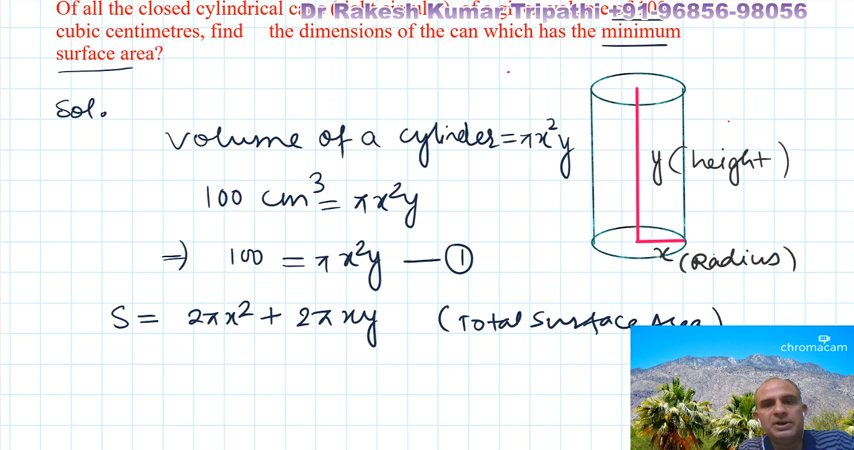 Of all the closed cylindrical
Dr Rakesh Kumar Tripathi +91-96856-98056
cubic centimetres, find the dimensions of the can which has the minimum
surface area?
Sol.
Volume of a cylinder = πx²y
100 cm³ = πx²y
⇒ 100 = πx²y — ①
S = 2πx² + 2πxy (Total Surface Area)
y (height)
x (Radius)
chromacam